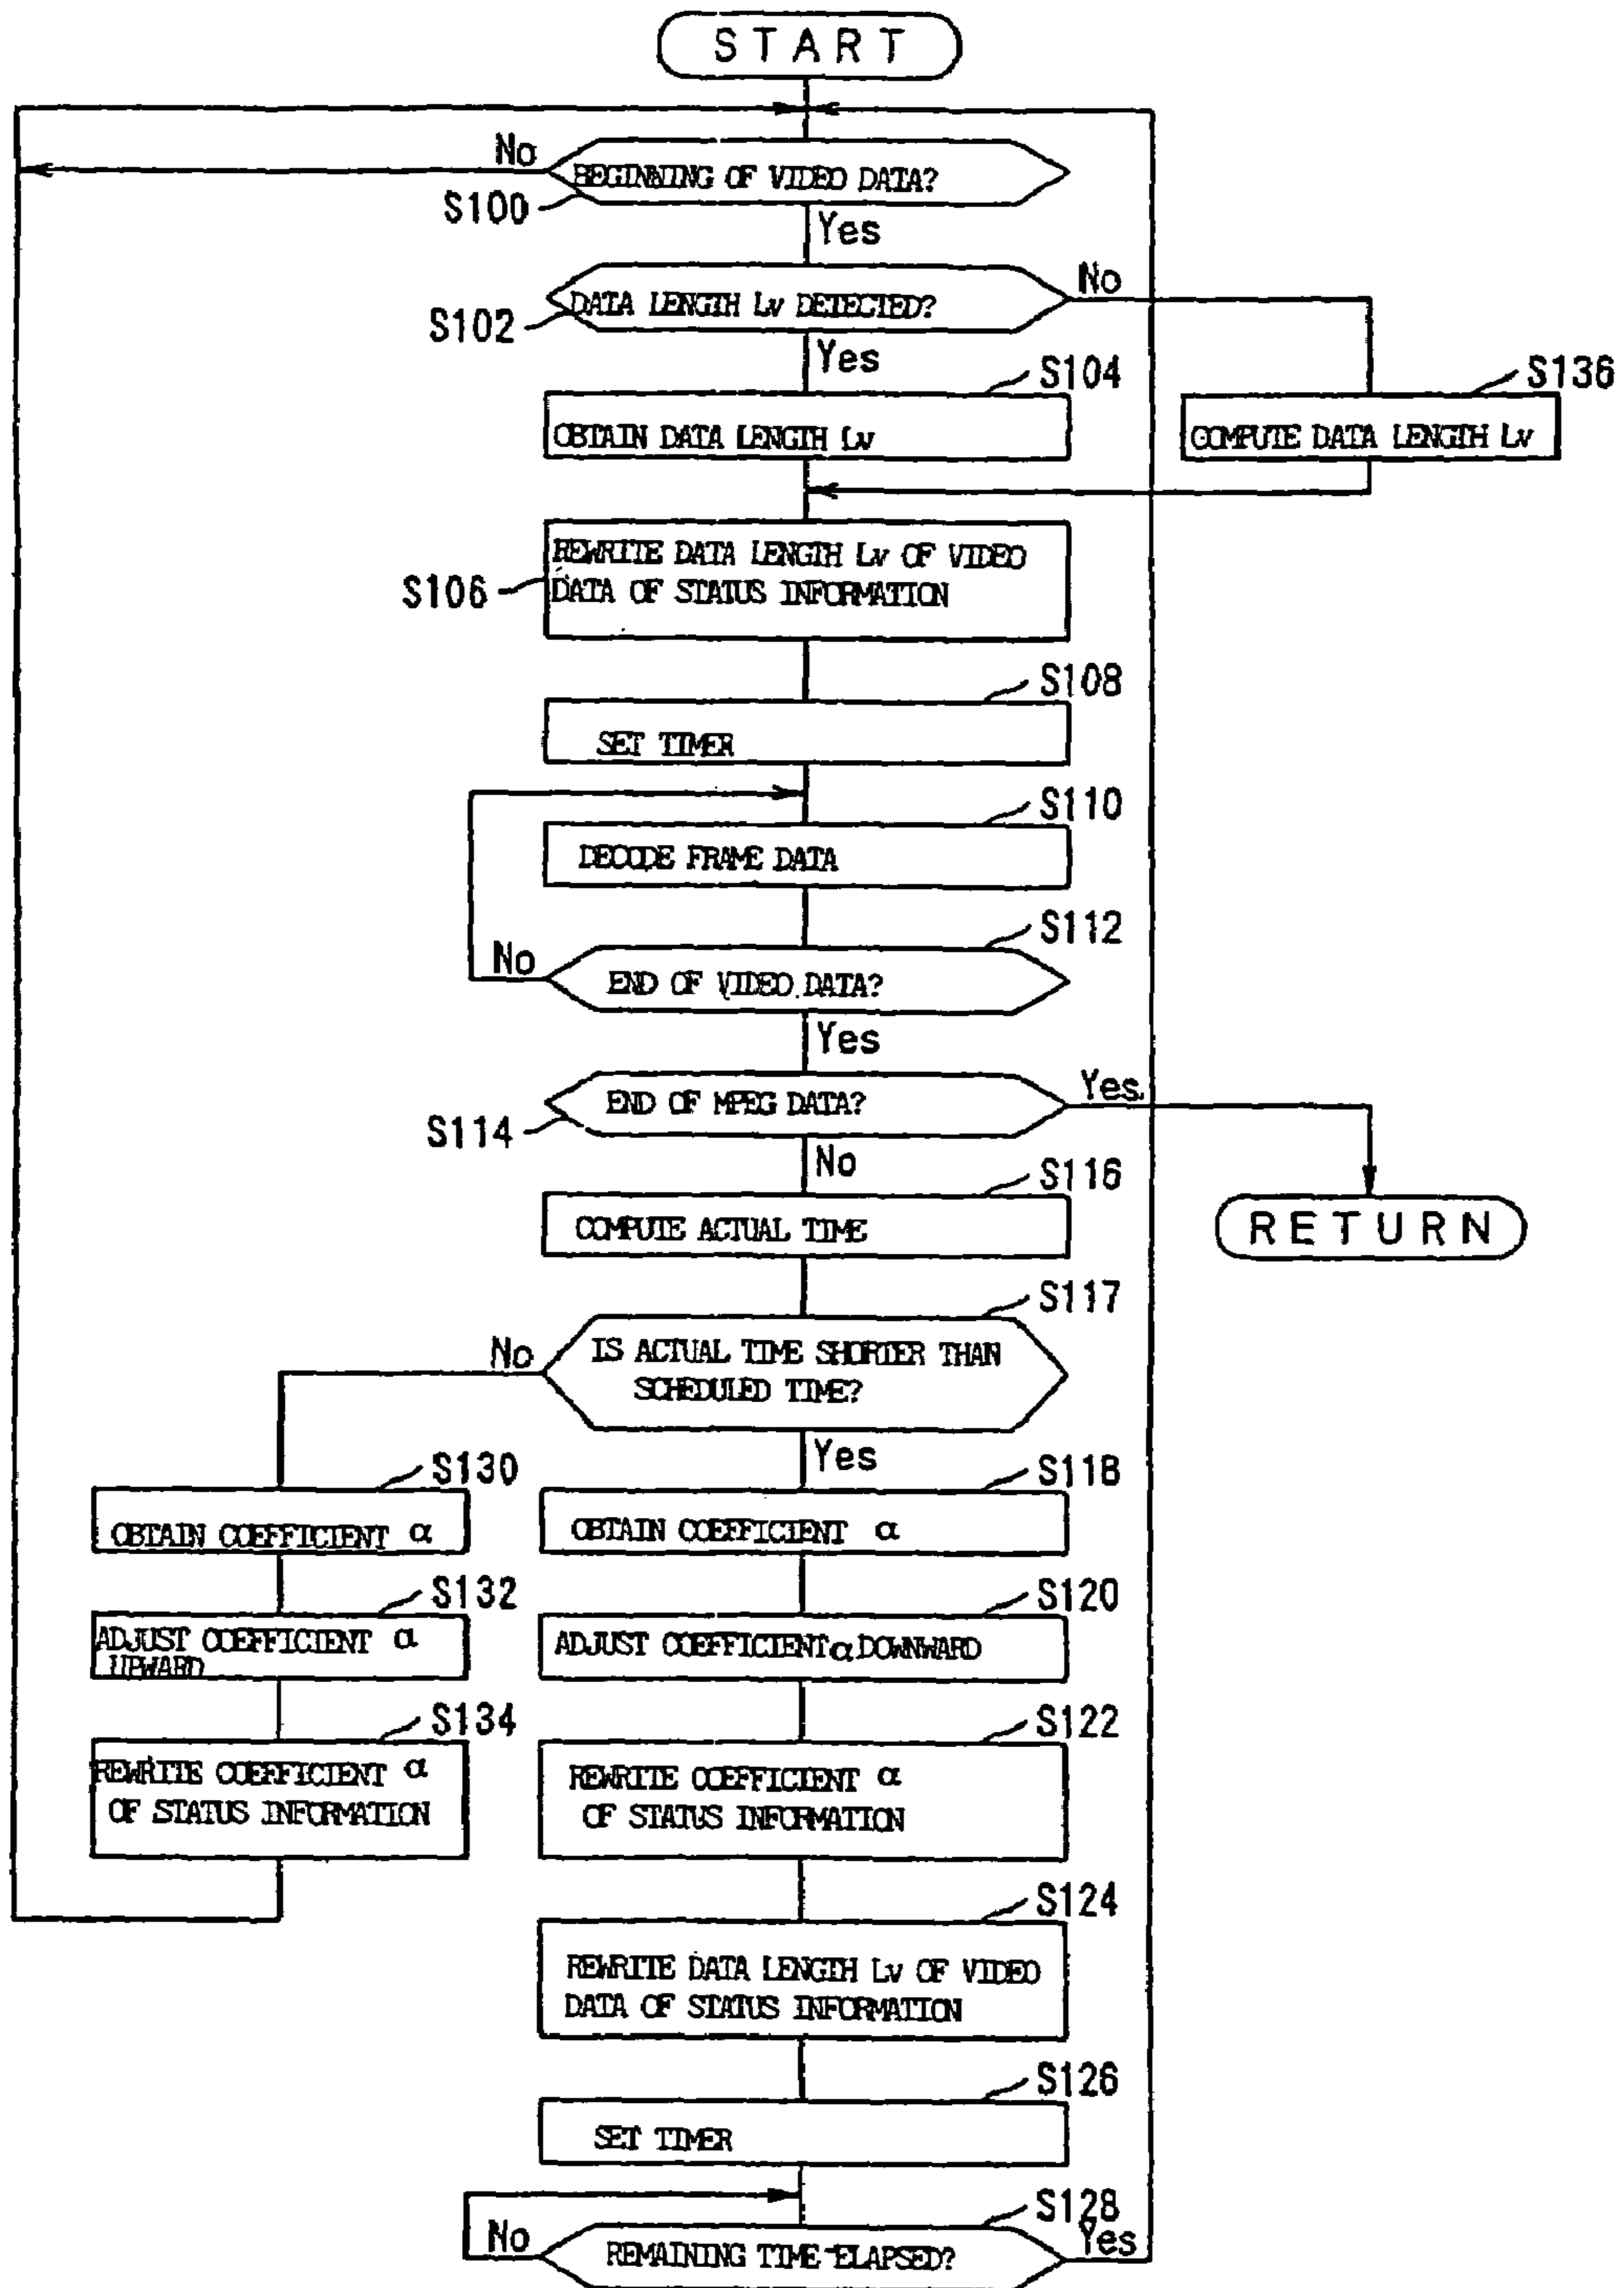 START
No
BEGINNING OF VIDEO DATA?
S100
Yes
No
DATA LENGTH Lv DETECTED?
S102
Yes
S104
S136
OBTAIN DATA LENGTH Lv
COMPUTE DATA LENGTH Lv
REWRITE DATA LENGTH Lv OF VIDEO
DATA OF STATUS INFORMATION
S106
S108
SET TIMER
S110
DECODE FRAME DATA
S112
No
END OF VIDEO DATA?
Yes
END OF MPEG DATA?
Yes
S114
No
S116
COMPUTE ACTUAL TIME
RETURN
S117
No
IS ACTUAL TIME SHORTER THAN
SCHEDULED TIME?
Yes
S130
S118
OBTAIN COEFFICIENT α
OBTAIN COEFFICIENT α
S132
S120
ADJUST COEFFICIENT α
UPWARD
ADJUST COEFFICIENT α DOWNWARD
S134
S122
REWRITE COEFFICIENT α
OF STATUS INFORMATION
REWRITE COEFFICIENT α
OF STATUS INFORMATION
S124
REWRITE DATA LENGTH Lv OF VIDEO
DATA OF STATUS INFORMATION
S126
SET TIMER
S128
No
Yes
REMAINING TIME ELAPSED?